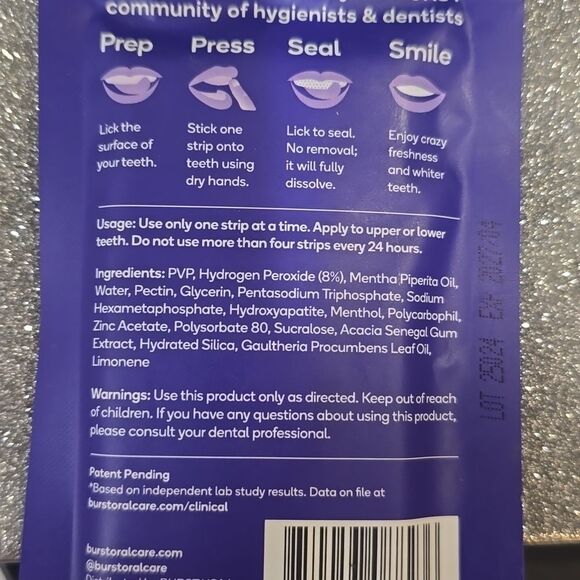 community of hygienists & dentists
Prep Press Seal Smile
Lick the
surface of
your teeth.
Stick one
strip onto
teeth using
dry hands.
Lick to seal.
No removal;
it will fully
dissolve.
Enjoy crazy
freshness
and whiter
teeth.
Usage: Use only one strip at a time. Apply to upper or lower
teeth. Do not use more than four strips every 24 hours.
Ingredients: PVP, Hydrogen Peroxide (8%), Mentha Piperita Oil,
Water, Pectin, Glycerin, Pentasodium Triphosphate, Sodium
Hexametaphosphate, Hydroxyapatite, Menthol, Polycarbophil,
Zinc Acetate, Polysorbate 80, Sucralose, Acacia Senegal Gum
Extract, Hydrated Silica, Gaultheria Procumbens Leaf Oil,
Limonene
Warnings: Use this product only as directed. Keep out of reach
of children. If you have any questions about using this product,
please consult your dental professional.
Patent Pending
*Based on independent lab study results. Data on file at
burstoralcare.com/clinical
burstoralcare.com
@burstoralcare
LOT 25024 EXP 2027-04